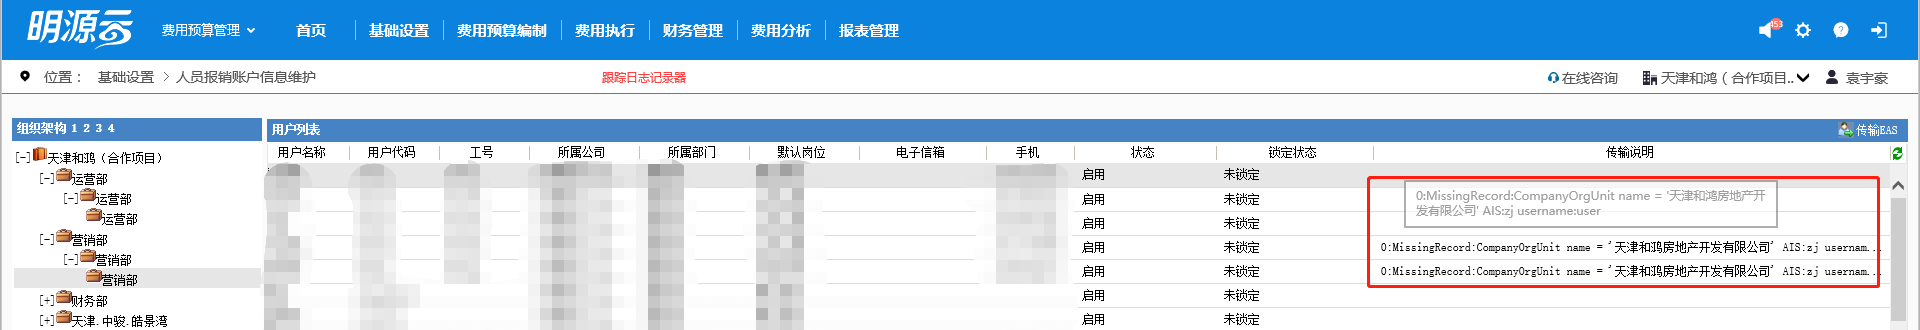 明源云 费用预算管理 首页 基础设置 费用预算编制 费用执行 财务管理 费用分析 报表管理 453 ?
位置： 基础设置 > 人员报销账户信息维护 跟踪日志记录器 在线咨询 天津和鸿（合作项目.. 袁宇豪
组织架构 1 2 3 4 用户列表 传输EAS
用户名称 用户代码 工号 所属公司 所属部门 默认岗位 电子信箱 手机 状态 锁定状态 传输说明
[-]天津和鸿（合作项目）
启用 未锁定
[-]运营部
0:MissingRecord:CompanyOrgUnit name = '天津和鸿房地产开
[-]运营部 启用 未锁定
发有限公司' AIS:zj username:user
运营部 启用 未锁定
[-]营销部 启用 未锁定 0:MissingRecord:CompanyOrgUnit name = '天津和鸿房地产开发有限公司' AIS:zj usernam...
[-]营销部 启用 未锁定 0:MissingRecord:CompanyOrgUnit name = '天津和鸿房地产开发有限公司' AIS:zj usernam...
营销部
[+]财务部 启用 未锁定
[+]天津.中骏.皓景湾 启用 未锁定